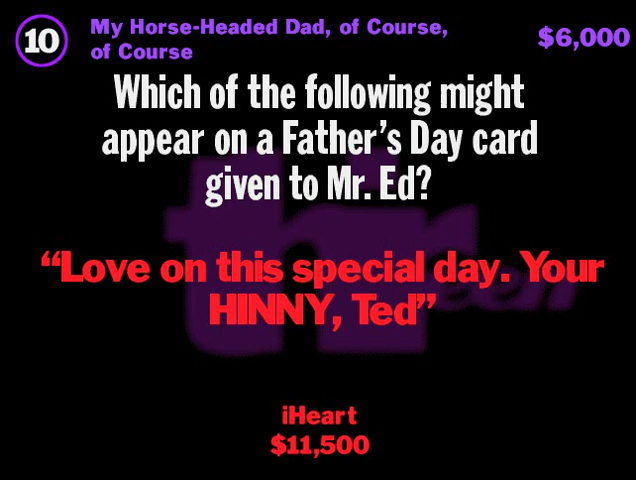 10
My Horse-Headed Dad, of Course,
of Course
$6,000
Which of the following might
appear on a Father's Day card
given to Mr. Ed?
“Love on this special day. Your
HINNY, Ted”
iHeart
$11,500